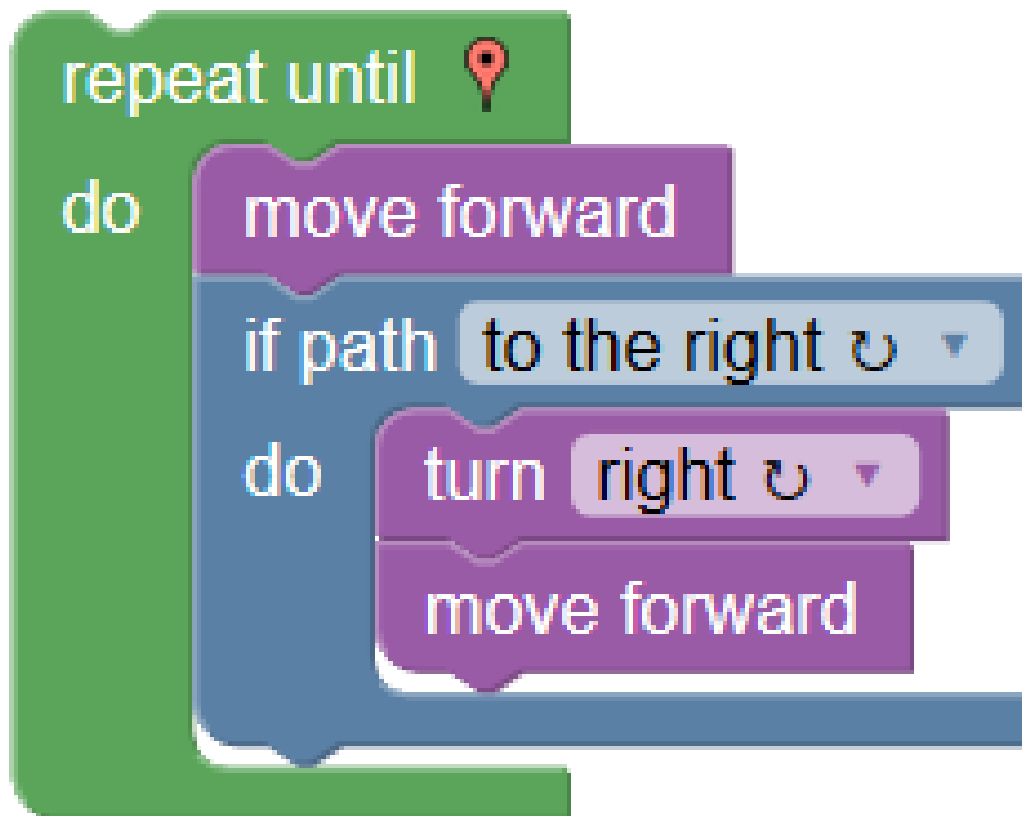 repeat until
do move forward
if path to the right ↻ ▼
do turn right ↻ ▼
move forward